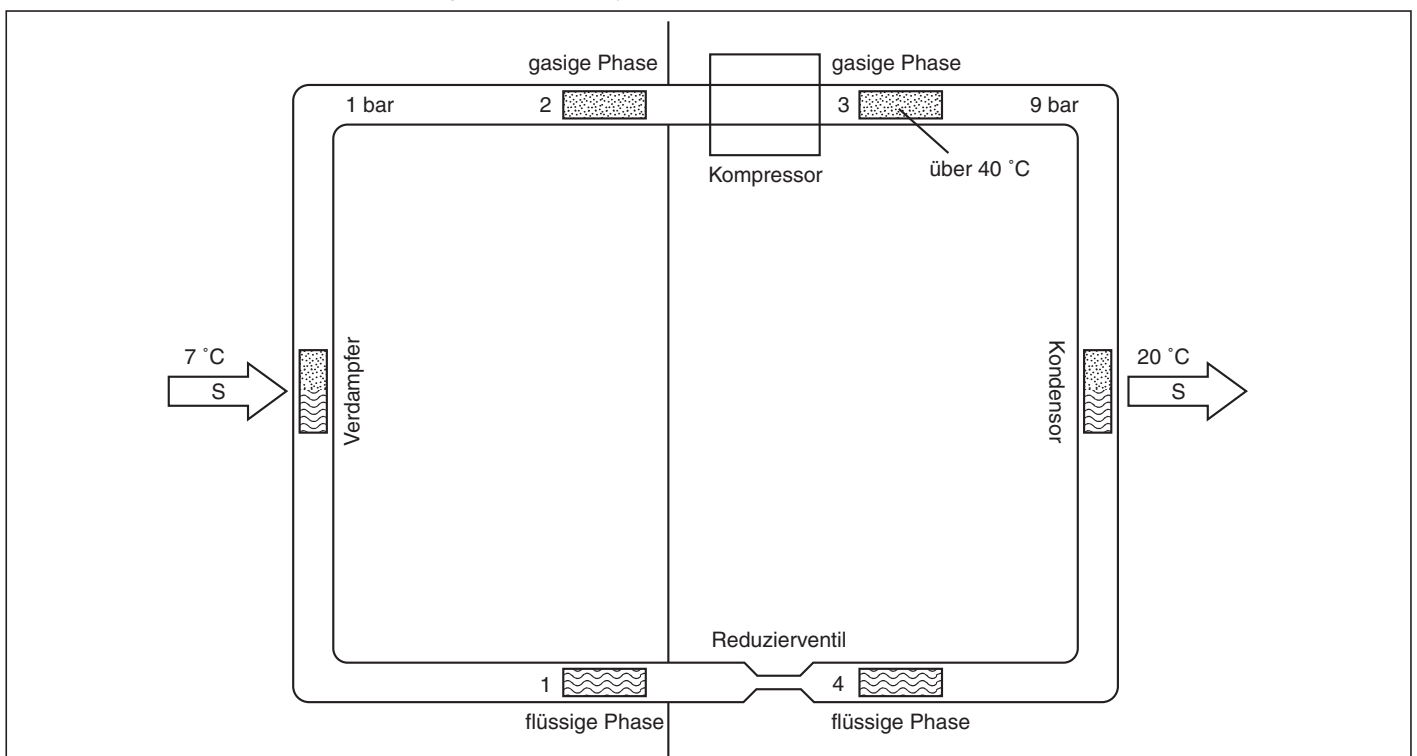 gasige Phase
gasige Phase
1 bar
2
3
9 bar
Kompressor
über 40 °C
7 °C
S
Verdampfer
Kondensor
20 °C
S
Reduzierventil
1
4
flüssige Phase
flüssige Phase